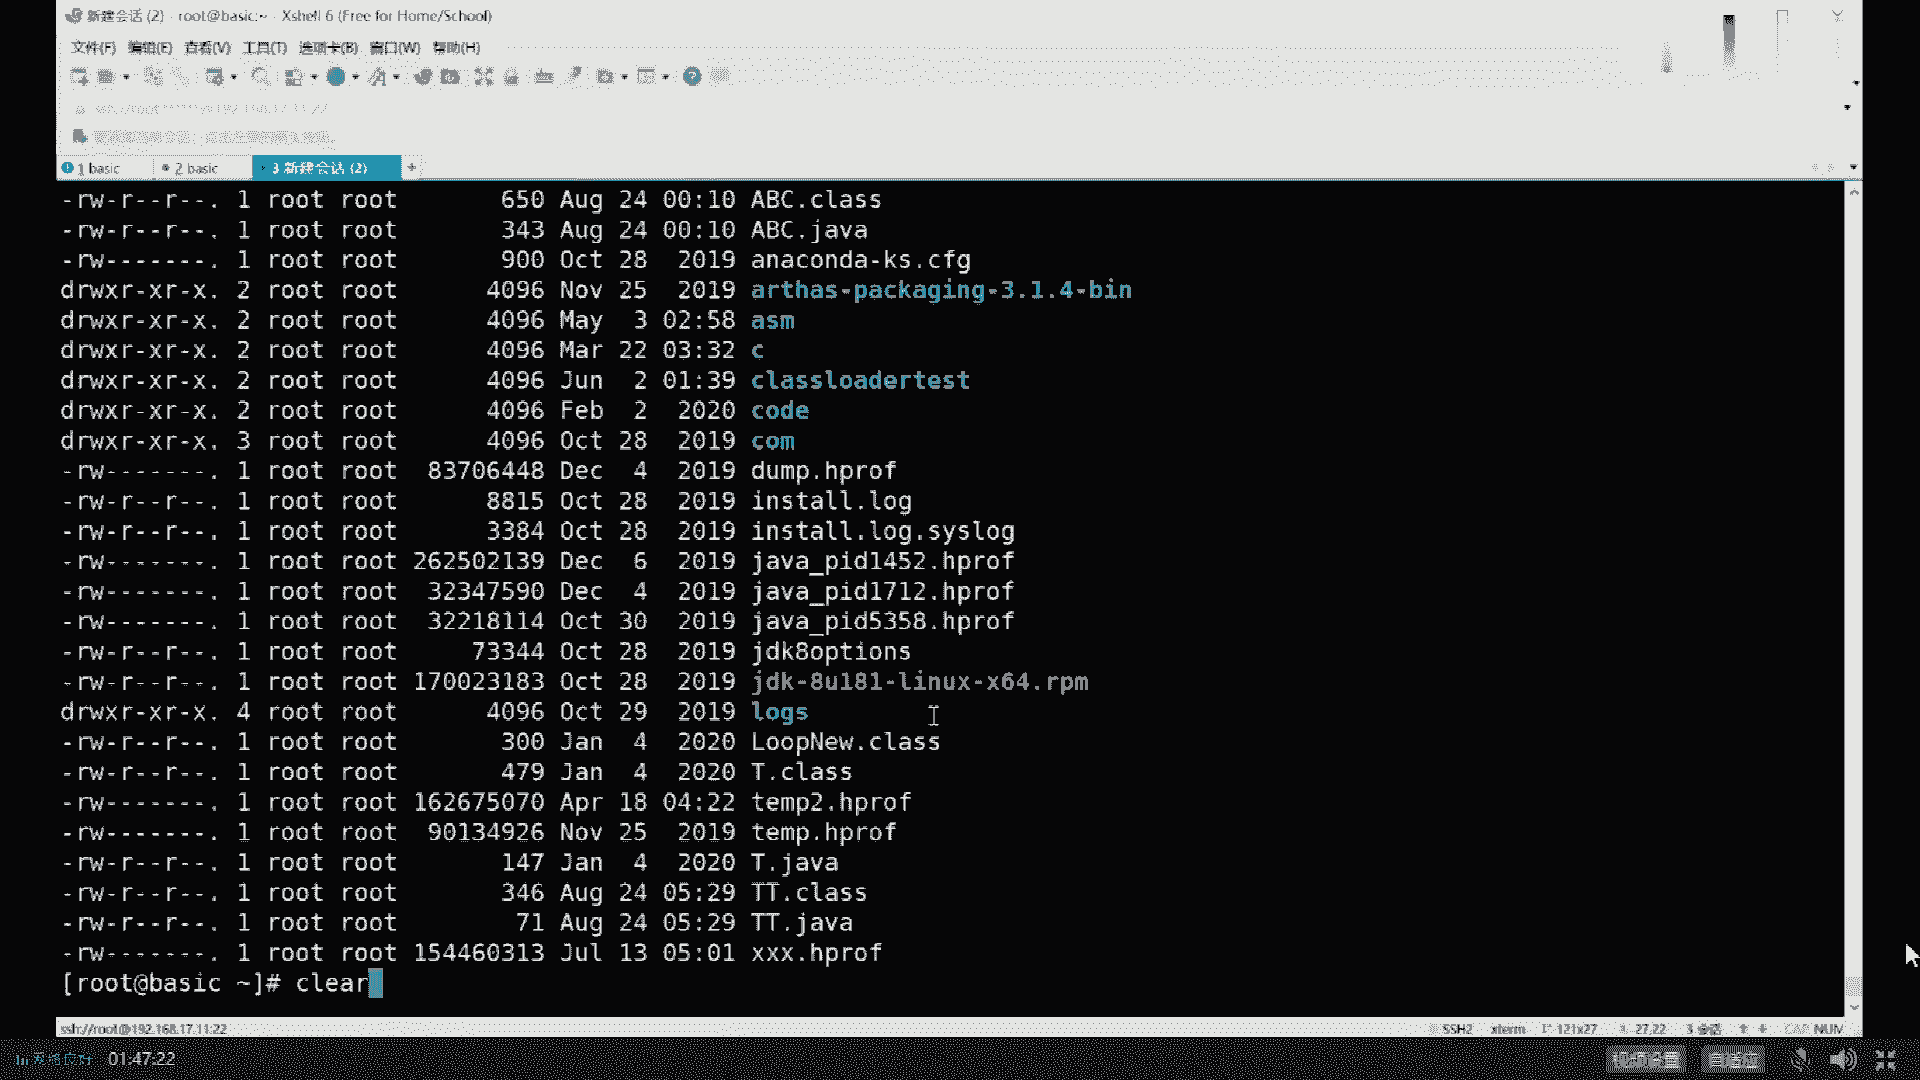 新建会话 (2) - root@basic:~ - Xshell 6 (Free for Home/School)
文件(F) 编辑(E) 查看(V) 工具(T) 选项卡(B) 窗口(W) 帮助(H)
1 basic 2 basic 3 新建会话 (2) +
-rw-r--r--. 1 root root 650 Aug 24 00:10 ABC.class
-rw-r--r--. 1 root root 343 Aug 24 00:10 ABC.java
-rw-------. 1 root root 900 Oct 28 2019 anaconda-ks.cfg
drwxr-xr-x. 2 root root 4096 Nov 25 2019 arthas-packaging-3.1.4-bin
drwxr-xr-x. 2 root root 4096 May 3 02:58 asm
drwxr-xr-x. 2 root root 4096 Mar 22 03:32 c
drwxr-xr-x. 2 root root 4096 Jun 2 01:39 classloadertest
drwxr-xr-x. 2 root root 4096 Feb 2 2020 code
drwxr-xr-x. 3 root root 4096 Oct 28 2019 com
-rw-------. 1 root root 83706448 Dec 4 2019 dump.hprof
-rw-r--r--. 1 root root 8815 Oct 28 2019 install.log
-rw-r--r--. 1 root root 3384 Oct 28 2019 install.log.syslog
-rw-------. 1 root root 262502139 Dec 6 2019 java_pid1452.hprof
-rw-------. 1 root root 32347590 Dec 4 2019 java_pid1712.hprof
-rw-------. 1 root root 32218114 Oct 30 2019 java_pid5358.hprof
-rw-r--r--. 1 root root 73344 Oct 28 2019 jdk8options
-rw-r--r--. 1 root root 170023183 Oct 28 2019 jdk-8u181-linux-x64.rpm
drwxr-xr-x. 4 root root 4096 Oct 29 2019 logs
-rw-r--r--. 1 root root 300 Jan 4 2020 LoopNew.class
-rw-r--r--. 1 root root 479 Jan 4 2020 T.class
-rw-------. 1 root root 162675070 Apr 18 04:22 temp2.hprof
-rw-------. 1 root root 90134926 Nov 25 2019 temp.hprof
-rw-r--r--. 1 root root 147 Jan 4 2020 T.java
-rw-r--r--. 1 root root 346 Aug 24 05:29 TT.class
-rw-r--r--. 1 root root 71 Aug 24 05:29 TT.java
-rw-------. 1 root root 154460313 Jul 13 05:01 xxx.hprof
[root@basic ~]# clear
ssh://root@192.168.17.11:22 SSH2 xterm 121x27 27,22 3 会话 CAP NUM
01:47:22 视频设置 自适应